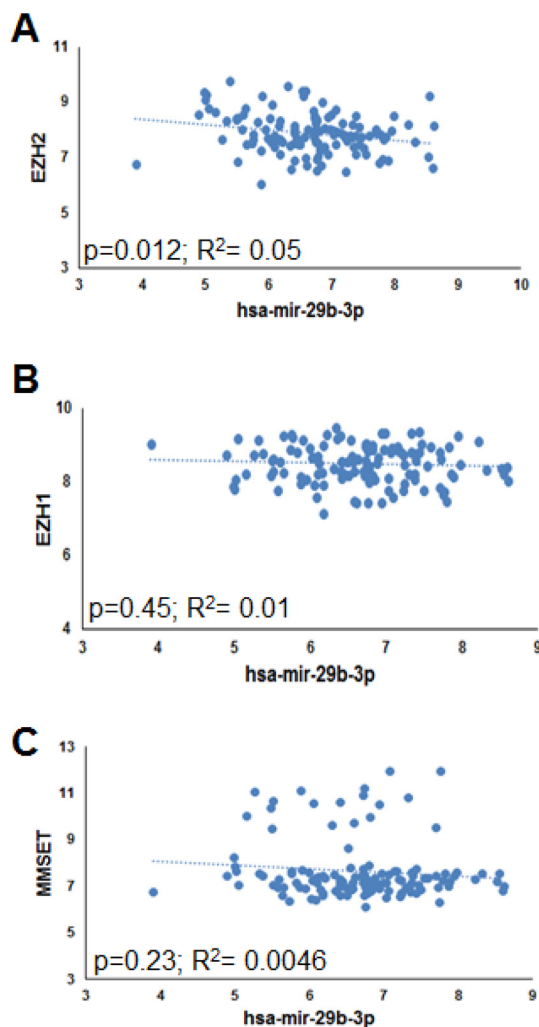 A
11
9
7
5
3
EZH2
p=0.012; R²= 0.05
3 4 5 6 7 8 9 10
hsa-mir-29b-3p
B
10
8
6
4
EZH1
p=0.45; R²= 0.01
3 4 5 6 7 8 9
hsa-mir-29b-3p
C
13
11
9
7
5
3
MMSET
p=0.23; R²= 0.0046
3 4 5 6 7 8 9
hsa-mir-29b-3p